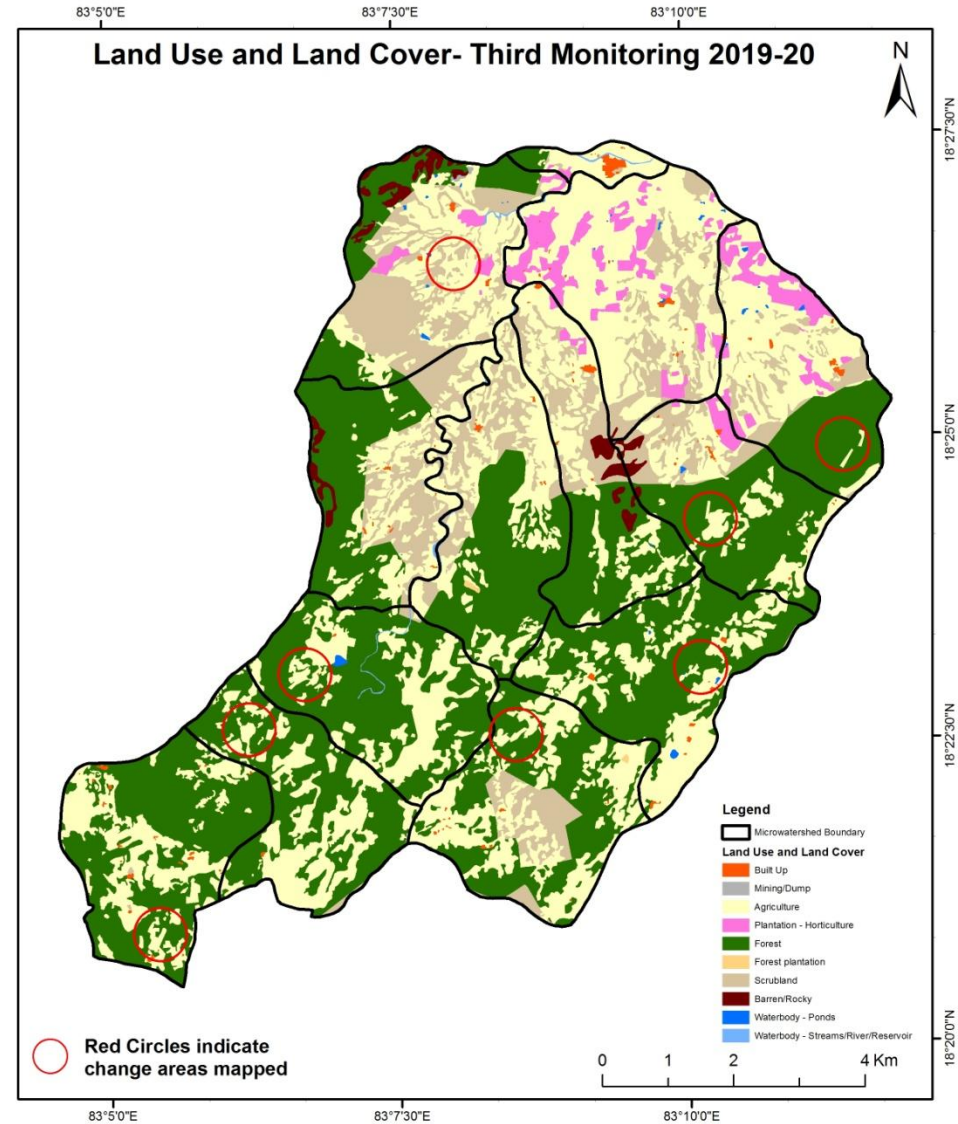 83°5'0"E 83°7'30"E 83°10'0"E
Land Use and Land Cover- Third Monitoring 2019-20
N
18°27'30"N
18°25'0"N
18°22'30"N
18°20'0"N
Legend
Microwatershed Boundary
Land Use and Land Cover
Built Up
Mining/Dump
Agriculture
Plantation - Horticulture
Forest
Forest plantation
Scrubland
Barren/Rocky
Waterbody - Ponds
Waterbody - Streams/River/Reservoir
Red Circles indicate
change areas mapped
0 1 2 4 Km
83°5'0"E 83°7'30"E 83°10'0"E